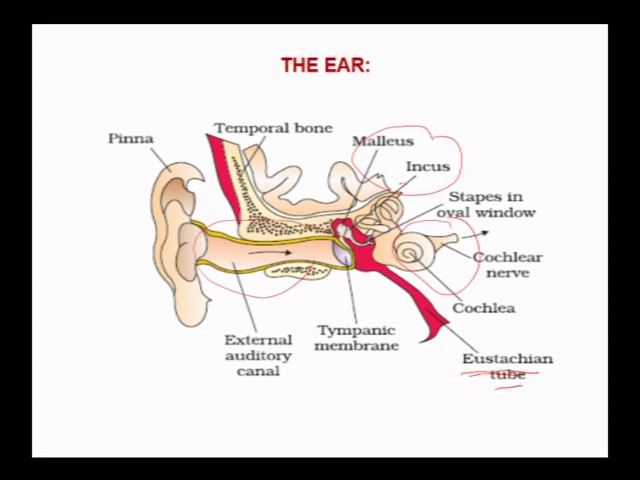 THE EAR:
Temporal bone
Pinna
Malleus
Incus
Stapes in
oval window
Cochlear
nerve
Cochlea
External
auditory
canal
Tympanic
membrane
Eustachian
tube